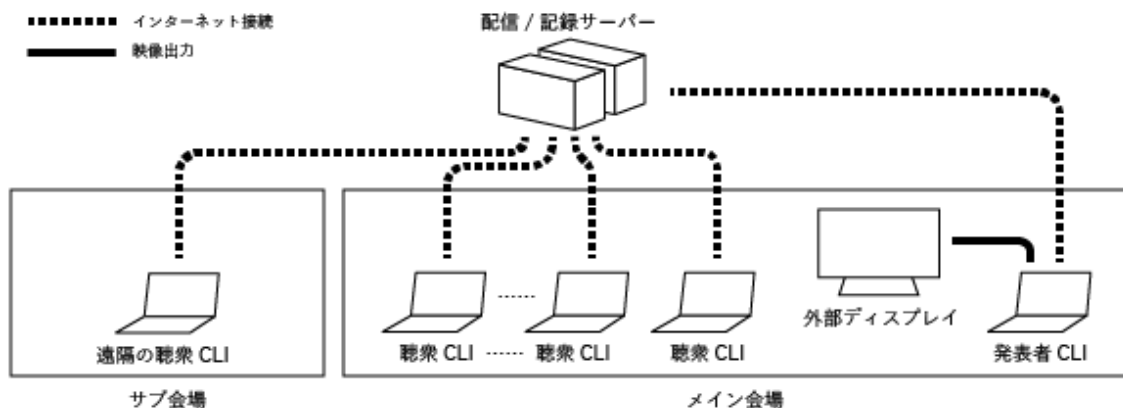 インターネット接続
映像出力
配信 / 記録サーバー
外部ディスプレイ
遠隔の聴衆 CLI
聴衆 CLI ...... 聴衆 CLI
聴衆 CLI
発表者 CLI
サブ会場
メイン会場